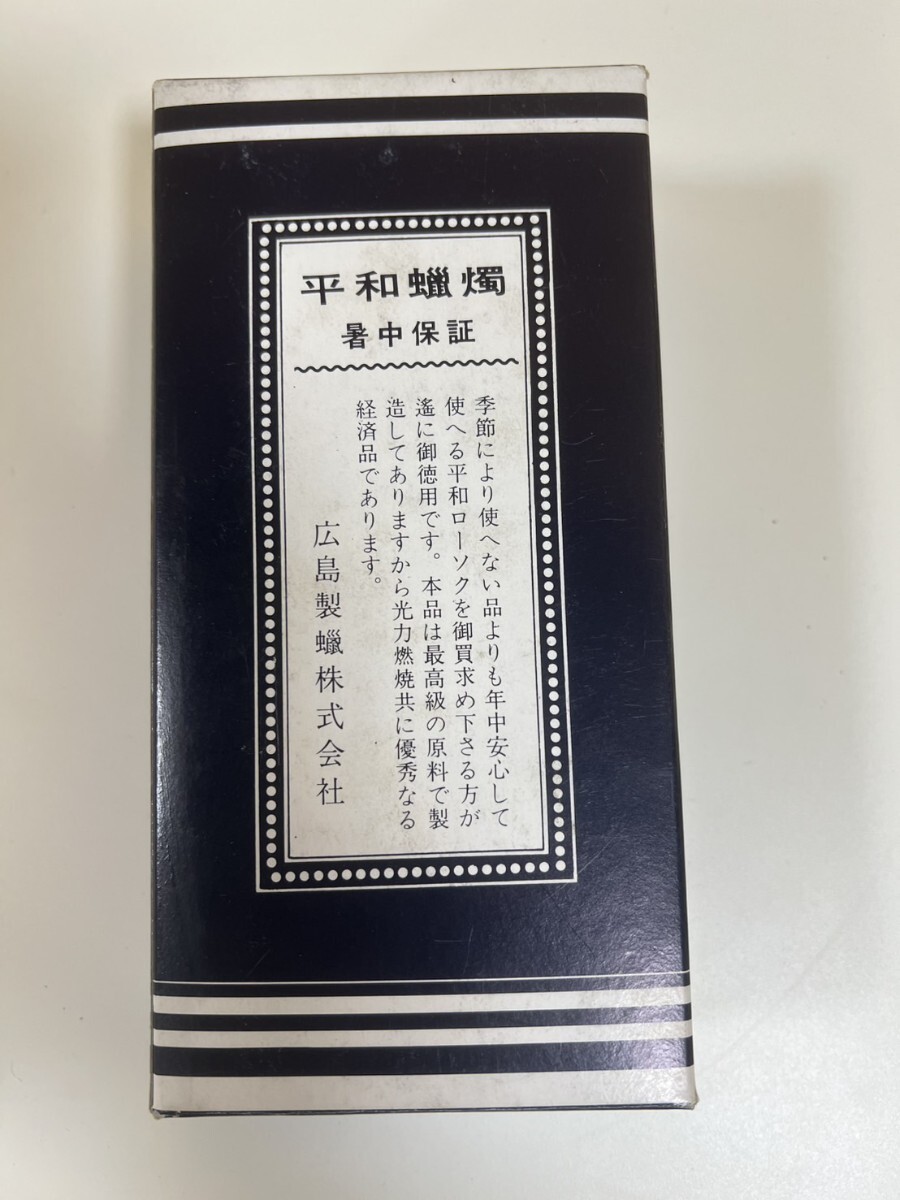 平和蠟燭
暑中保証
季節により使へない品よりも年中安心して
使へる平和ローソクを御買求め下さる方が
遙に御徳用です。本品は最高級の原料で製
造してありますから光力燃焼共に優秀なる
経済品であります。
広島製蠟株式会社